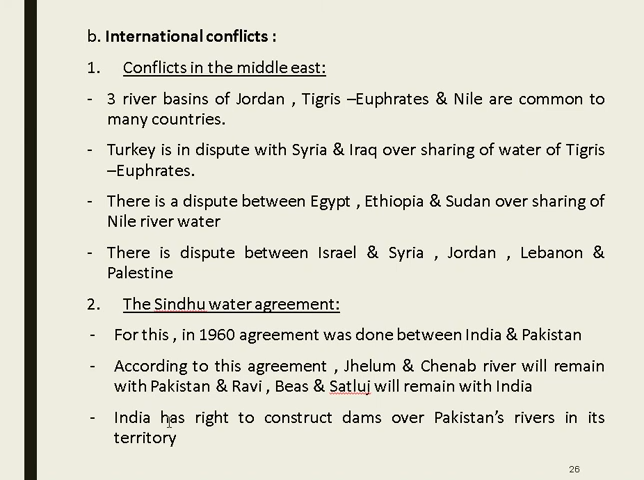 b. International conflicts :
1. Conflicts in the middle east:
- 3 river basins of Jordan , Tigris –Euphrates & Nile are common to
many countries.
- Turkey is in dispute with Syria & Iraq over sharing of water of Tigris
–Euphrates.
- There is a dispute between Egypt , Ethiopia & Sudan over sharing of
Nile river water
- There is dispute between Israel & Syria , Jordan , Lebanon &
Palestine
2. The Sindhu water agreement:
- For this , in 1960 agreement was done between India & Pakistan
- According to this agreement , Jhelum & Chenab river will remain
with Pakistan & Ravi , Beas & Satluj will remain with India
- India has right to construct dams over Pakistan’s rivers in its
territory
26